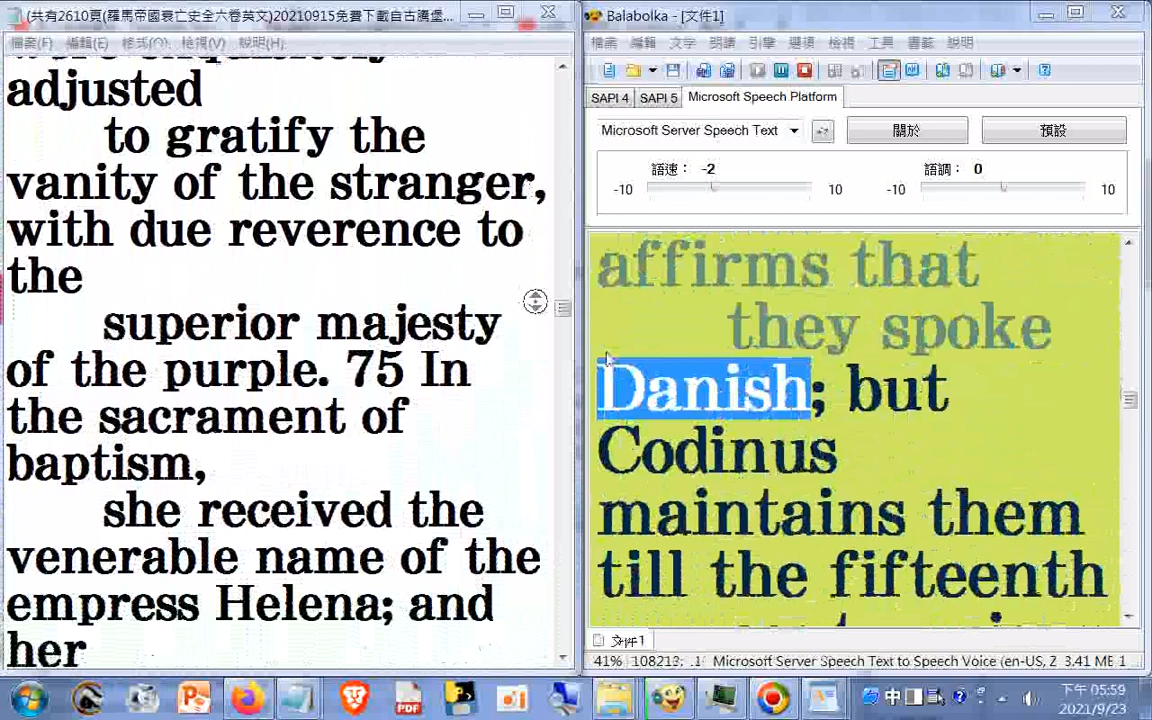 (共有2610頁(羅馬帝國衰亡史全六卷英文)20210915免費下載自古騰堡...
檔案(F) 編輯(E) 格式(O) 檢視(V) 說明(H)
were exquisitely
adjusted
to gratify the
vanity of the stranger,
with due reverence to
the
superior majesty
of the purple. 75 In
the sacrament of
baptism,
she received the
venerable name of the
empress Helena; and
her
Balabolka - [文件1]
檔案 編輯 文字 朗讀 引擎 選項 檢視 工具 書籤 說明
SAPI 4 SAPI 5 Microsoft Speech Platform
Microsoft Server Speech Text 關於 預設
語速: -2 語調: 0
-10 10 -10 10
affirms that
they spoke
Danish; but
Codinus
maintains them
till the fifteenth
文件1
41% Microsoft Server Speech Text to Speech Voice (en-US, Z 3.41 ME 1
中
下午 05:59
2021/9/23